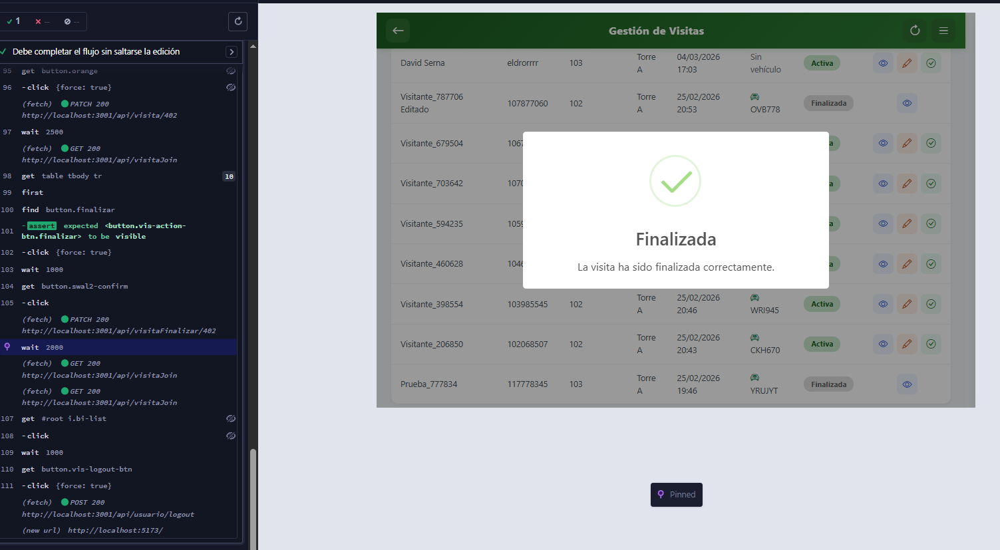 1 -- --
Debe completar el flujo sin saltarse la edición
95 get button.orange
96 -click {force: true}
(fetch) PATCH 200
http://localhost:3001/api/visita/402
97 wait 2500
(fetch) GET 200
http://localhost:3001/api/visitaJoin
98 get table tbody tr 10
99 first
100 find button.finalizar
101 -assert expected <button.vis-action-
btn.finalizar> to be visible
102 -click {force: true}
103 wait 1000
104 get button.swal2-confirm
105 -click
(fetch) PATCH 200
http://localhost:3001/api/visitaFinalizar/402
wait 2000
(fetch) GET 200
http://localhost:3001/api/visitaJoin
(fetch) GET 200
http://localhost:3001/api/visitaJoin
107 get #root i.bi-list
108 -click
109 wait 1000
110 get button.vis-logout-btn
111 -click {force: true}
(fetch) POST 200
http://localhost:3001/api/usuario/logout
(new url) http://localhost:5173/
Gestión de Visitas
David Serna eldrorrrr 103 Torre A 04/03/2026 17:03 Sin vehículo Activa
Visitante_787706 Editado 107877060 102 Torre A 25/02/2026 20:53 OVB778 Finalizada
Visitante_679504
Visitante_703642
Visitante_594235
Visitante_460628
Finalizada
La visita ha sido finalizada correctamente.
Visitante_398554 103985545 102 Torre A 25/02/2026 20:46 WRI945 Activa
Visitante_206850 102068507 102 Torre A 25/02/2026 20:43 CKH670 Activa
Prueba_777834 117778345 103 Torre A 25/02/2026 19:46 YRUJYT Finalizada
Pinned